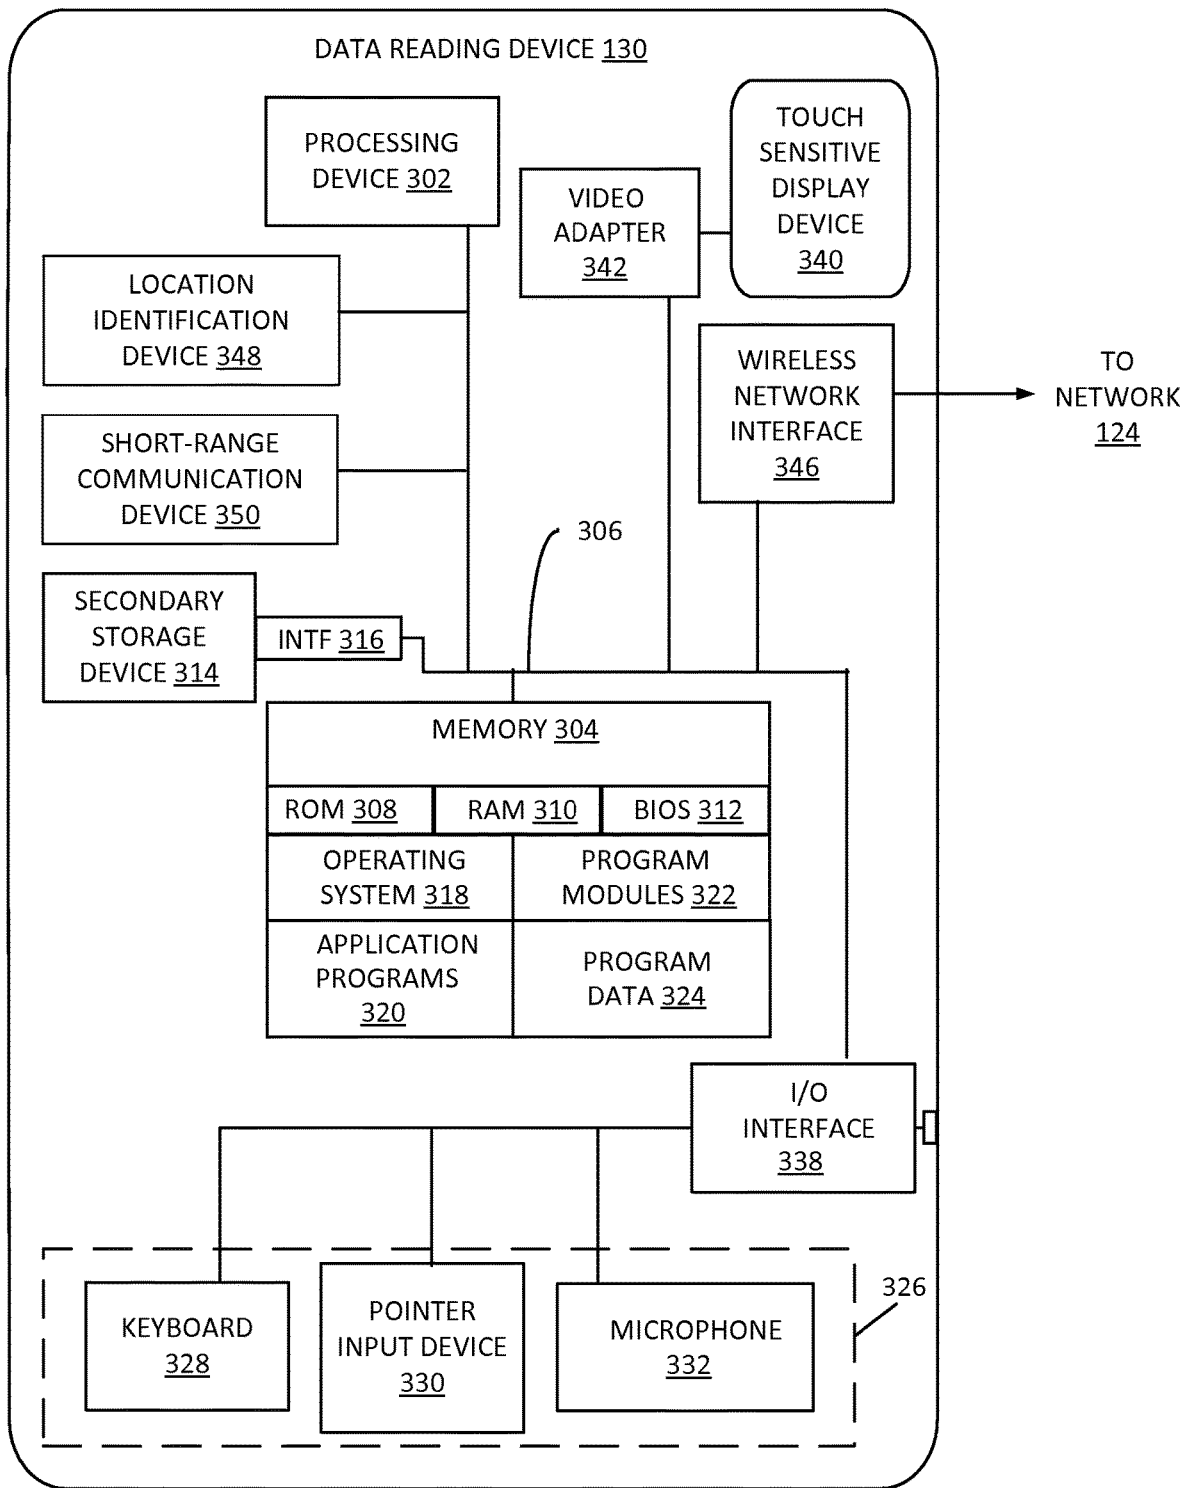 DATA READING DEVICE 130
PROCESSING
DEVICE 302
TOUCH
SENSITIVE
DISPLAY
DEVICE
340
VIDEO
ADAPTER
342
LOCATION
IDENTIFICATION
DEVICE 348
WIRELESS
NETWORK
INTERFACE
346
TO
NETWORK
124
SHORT-RANGE
COMMUNICATION
DEVICE 350
306
SECONDARY
STORAGE
DEVICE 314
INTF 316
MEMORY 304
ROM 308
RAM 310
BIOS 312
OPERATING
SYSTEM 318
PROGRAM
MODULES 322
APPLICATION
PROGRAMS
320
PROGRAM
DATA 324
I/O
INTERFACE
338
326
KEYBOARD
328
POINTER
INPUT DEVICE
330
MICROPHONE
332